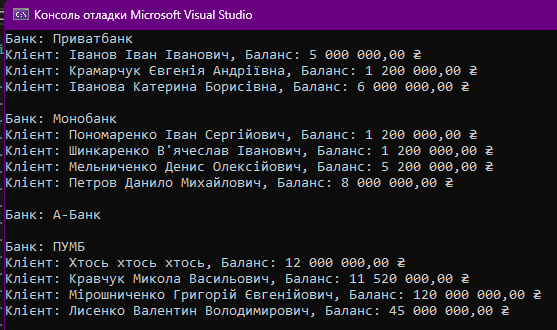 Консоль отладки Microsoft Visual Studio
Банк: Приватбанк
Клієнт: Іванов Іван Іванович, Баланс: 5 000 000,00 ₴
Клієнт: Крамарчук Євгенія Андріївна, Баланс: 1 200 000,00 ₴
Клієнт: Іванова Катерина Борисівна, Баланс: 6 000 000,00 ₴
Банк: Монобанк
Клієнт: Пономаренко Іван Сергійович, Баланс: 1 200 000,00 ₴
Клієнт: Шинкаренко В'ячеслав Іванович, Баланс: 1 200 000,00 ₴
Клієнт: Мельниченко Денис Олексійович, Баланс: 5 200 000,00 ₴
Клієнт: Петров Данило Михайлович, Баланс: 8 000 000,00 ₴
Банк: А-Банк
Банк: ПУМБ
Клієнт: Хтось хтось хтось, Баланс: 12 000 000,00 ₴
Клієнт: Кравчук Микола Васильович, Баланс: 11 520 000,00 ₴
Клієнт: Мірошниченко Григорій Євгенійович, Баланс: 120 000 000,00 ₴
Клієнт: Лисенко Валентин Володимирович, Баланс: 45 000 000,00 ₴